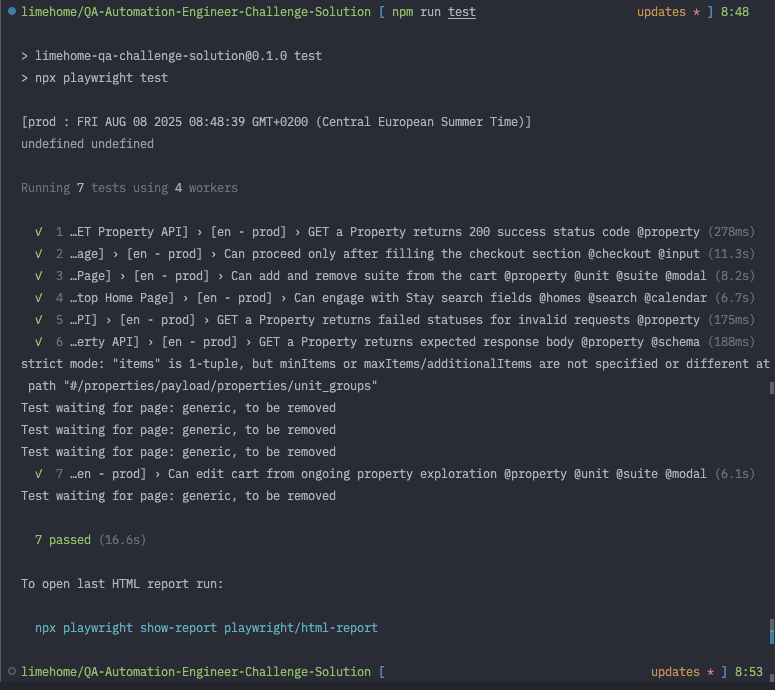 limehome/QA-Automation-Engineer-Challenge-Solution [ npm run test updates * ] 8:48
> limehome-qa-challenge-solution@0.1.0 test
> npx playwright test
[prod : FRI AUG 08 2025 08:48:39 GMT+0200 (Central European Summer Time)]
undefined undefined
Running 7 tests using 4 workers
✓ 1 …ET Property API] › [en - prod] › GET a Property returns 200 success status code @property (278ms)
✓ 2 …age] › [en - prod] › Can proceed only after filling the checkout section @checkout @input (11.3s)
✓ 3 …Page] › [en - prod] › Can add and remove suite from the cart @property @unit @suite @modal (8.2s)
✓ 4 …top Home Page] › [en - prod] › Can engage with Stay search fields @homes @search @calendar (6.7s)
✓ 5 …PI] › [en - prod] › GET a Property returns failed statuses for invalid requests @property (175ms)
✓ 6 …erty API] › [en - prod] › GET a Property returns expected response body @property @schema (188ms)
strict mode: "items" is 1-tuple, but minItems or maxItems/additionalItems are not specified or different at
path "#/properties/payload/properties/unit_groups"
Test waiting for page: generic, to be removed
Test waiting for page: generic, to be removed
Test waiting for page: generic, to be removed
✓ 7 …en - prod] › Can edit cart from ongoing property exploration @property @unit @suite @modal (6.1s)
Test waiting for page: generic, to be removed
7 passed (16.6s)
To open last HTML report run:
npx playwright show-report playwright/html-report
limehome/QA-Automation-Engineer-Challenge-Solution [ updates * ] 8:53